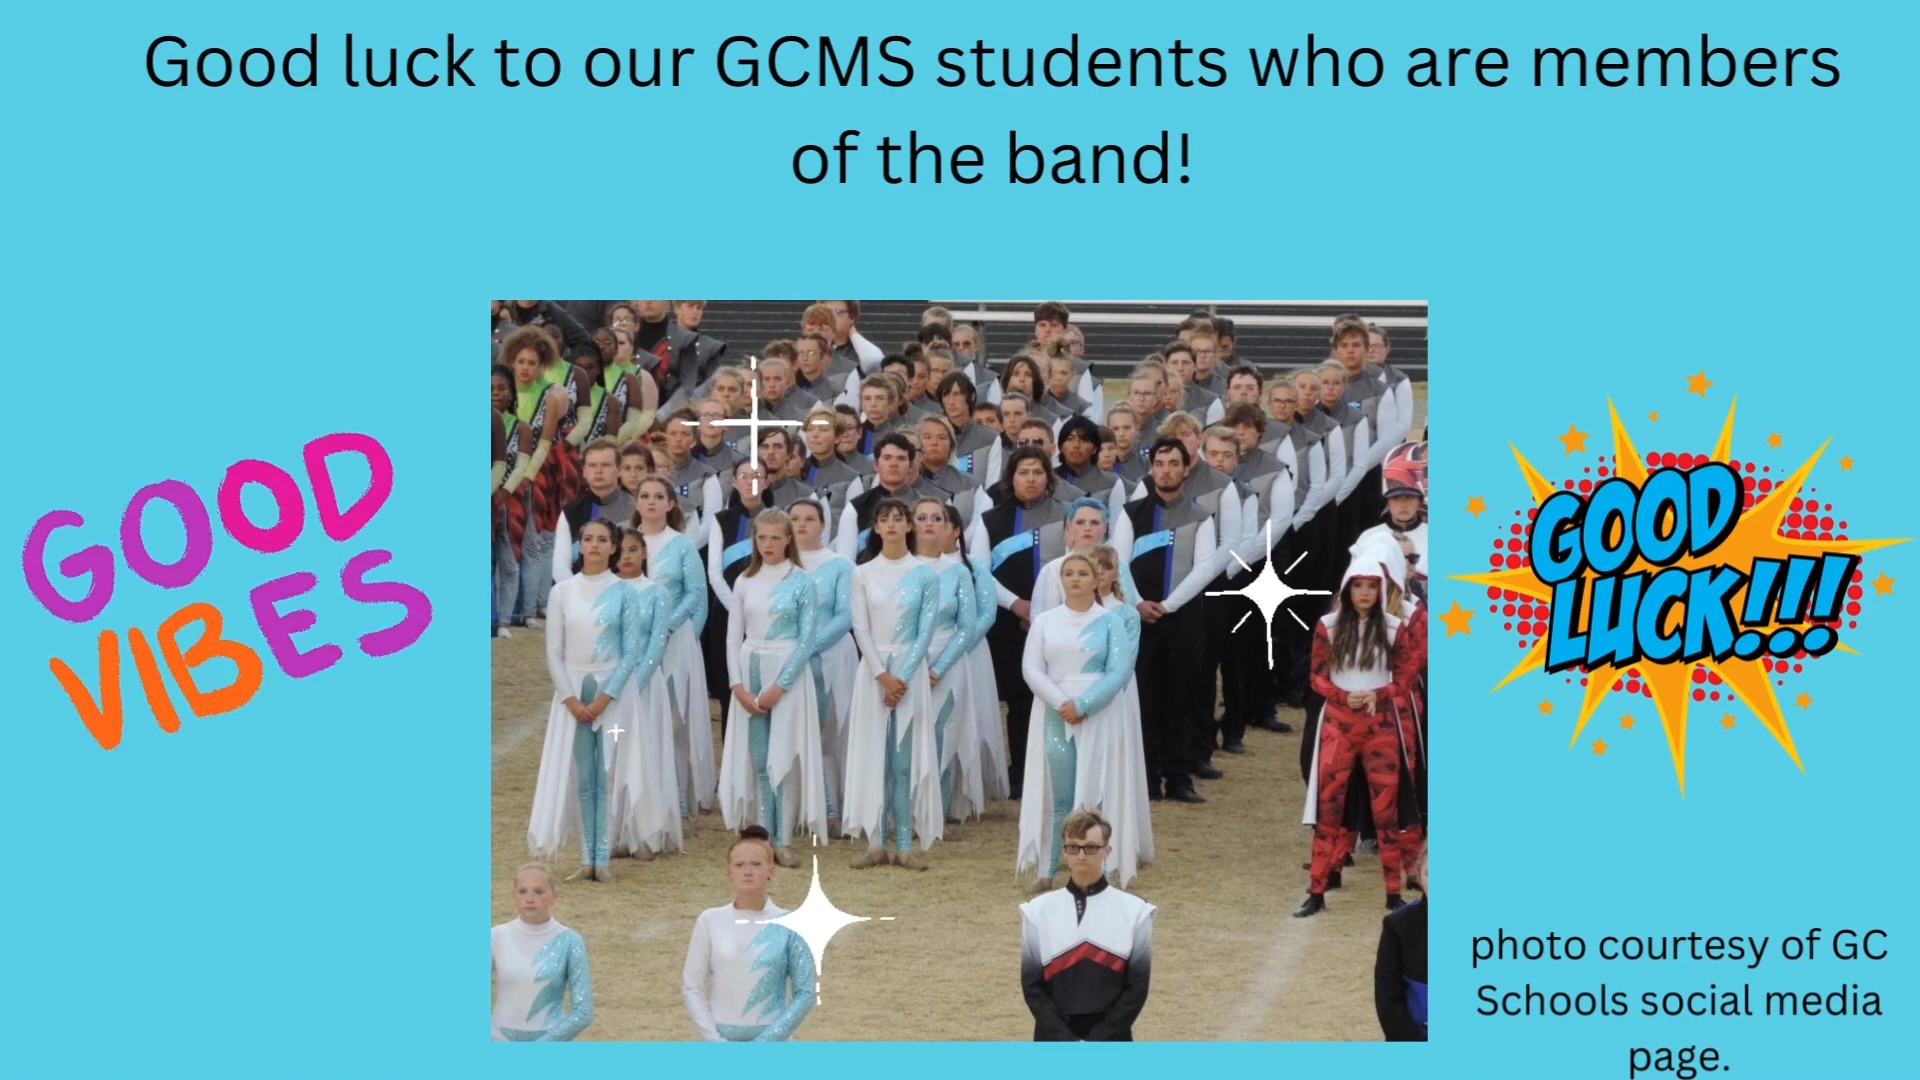 Good luck to our GCMS students who are members
of the band!
GOOD
VIBES
GOOD
LUCK!!!
photo courtesy of GC
Schools social media
page.